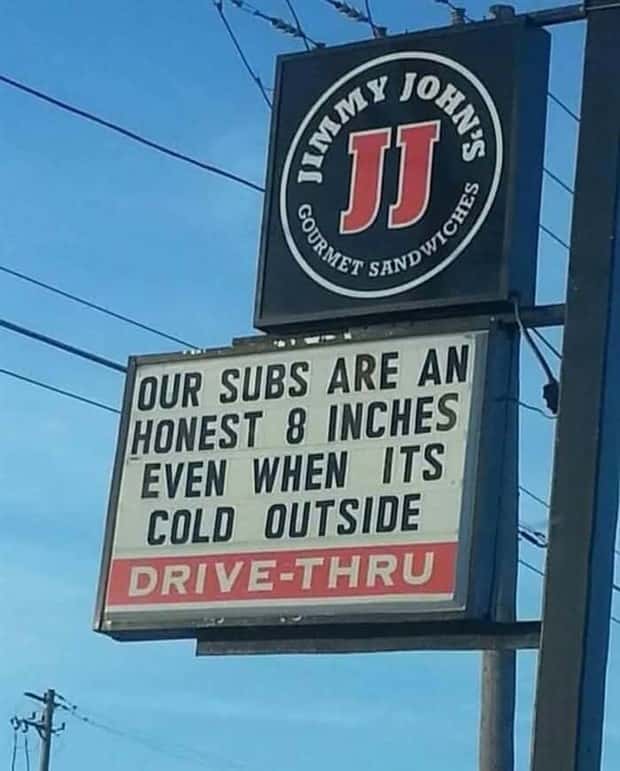 JIMMY JOHN'S
JJ
GOURMET SANDWICHES
OUR SUBS ARE AN
HONEST 8 INCHES
EVEN WHEN ITS
COLD OUTSIDE
DRIVE-THRU